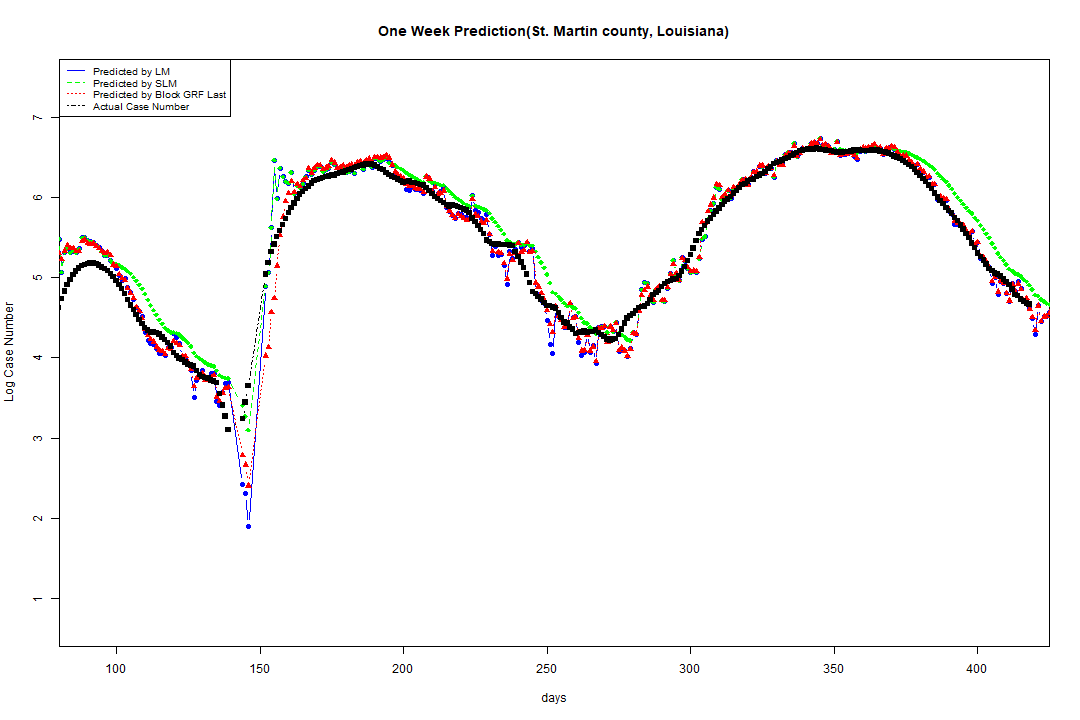 One Week Prediction(St. Martin county, Louisiana)
Predicted by LM
Predicted by SLM
Predicted by Block GRF Last
Actual Case Number
Log Case Number
7
6
5
4
3
2
1
100 150 200 250 300 350 400
days